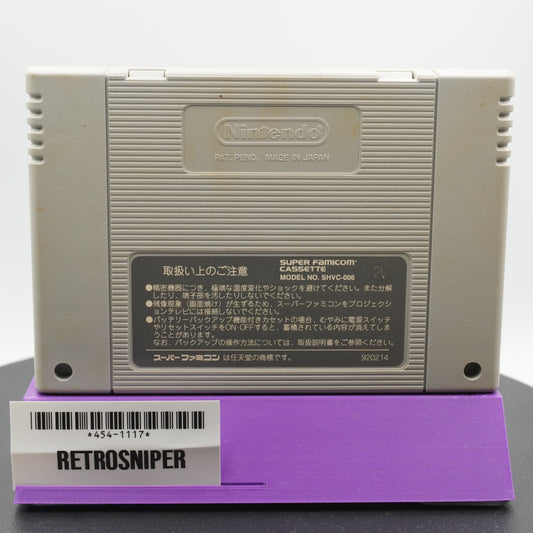 Nintendo
PAT. PEND. MADE IN JAPAN
取扱い上のご注意
SUPER FAMICOM
CASSETTE
MODEL NO. SHVC-006
●精密機器につき、極端な温度変化やショックを避けてください。また分解
したり、端子部を汚したりしないでください。
●残像現象（画面焼け）が生ずるため、スーパーファミコンをプロジェクシ
ョンテレビには接続しないでください。
●バッテリーバックアップ機能付きカセットの場合、むやみに電源スイッチ
やリセットスイッチをON-OFFすると、蓄積されている内容が消えてしま
うことがあります。
なお、バックアップの操作方法については、取扱説明書をご参照ください。
スーパーファミコンは任天堂の商標です。
920214
*454-1117*
RETROSNIPER